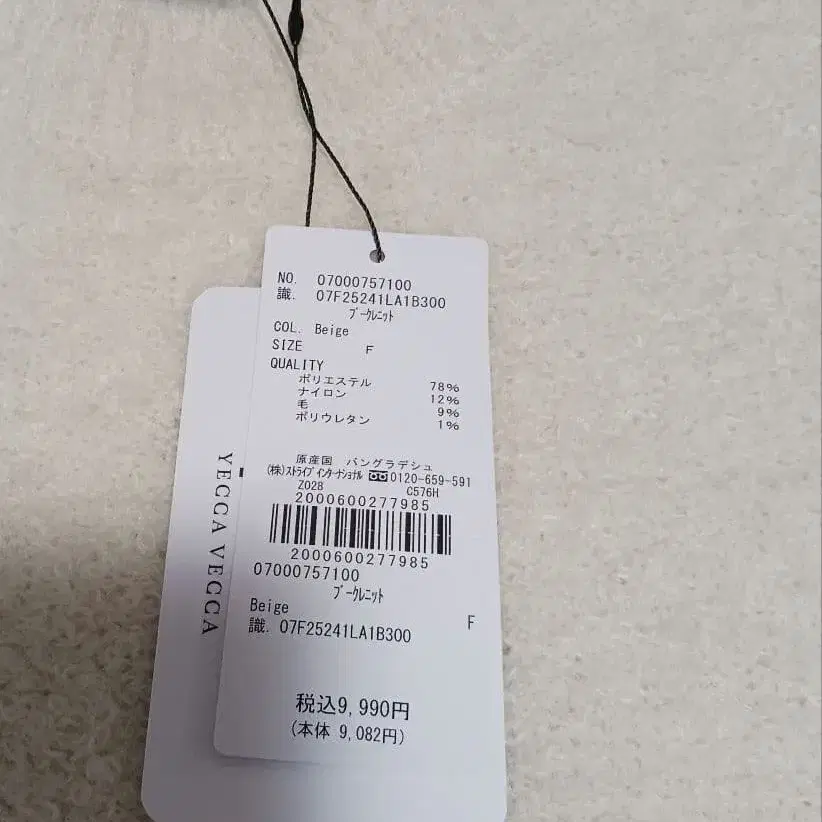 NO. 07000757100
識. 07F25241LA1B300
ﾌﾞｰｸﾚﾆｯﾄ
COL. Beige
SIZE F
QUALITY
ポリエステル 78%
ナイロン 12%
毛 9%
ポリウレタン 1%
原産国 バングラデシュ
(株)ｽﾄﾗｲﾌﾟｲﾝﾀｰﾅｼｮﾅﾙ 0120-659-591
Z028 C576H
2000600277985
2000600277985
07000757100
ﾌﾞｰｸﾚﾆｯﾄ
Beige F
識. 07F25241LA1B300
税込9,990円
(本体 9,082円)
YECCA VECCA